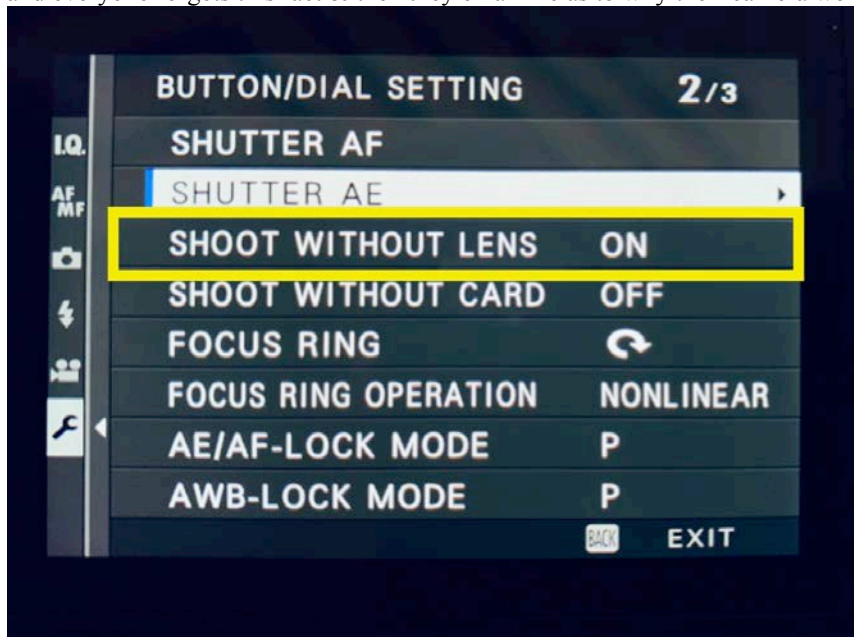 BUTTON/DIAL SETTING 2/3
I.Q.
SHUTTER AF
AF
MF
SHUTTER AE
SHOOT WITHOUT LENS ON
SHOOT WITHOUT CARD OFF
FOCUS RING
FOCUS RING OPERATION NONLINEAR
AE/AF-LOCK MODE P
AWB-LOCK MODE P
BACK EXIT